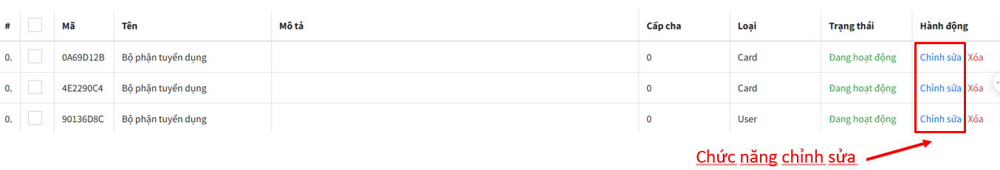 # Mã Tên Mô tả Cấp cha Loại Trạng thái Hành động
0. 0A69D12B Bộ phận tuyển dụng 0 Card Đang hoạt động Chỉnh sửa Xóa
0. 4E2290C4 Bộ phận tuyển dụng 0 Card Đang hoạt động Chỉnh sửa Xóa
0. 90136D8C Bộ phận tuyển dụng 0 User Đang hoạt động Chỉnh sửa Xóa
Chức năng chỉnh sửa